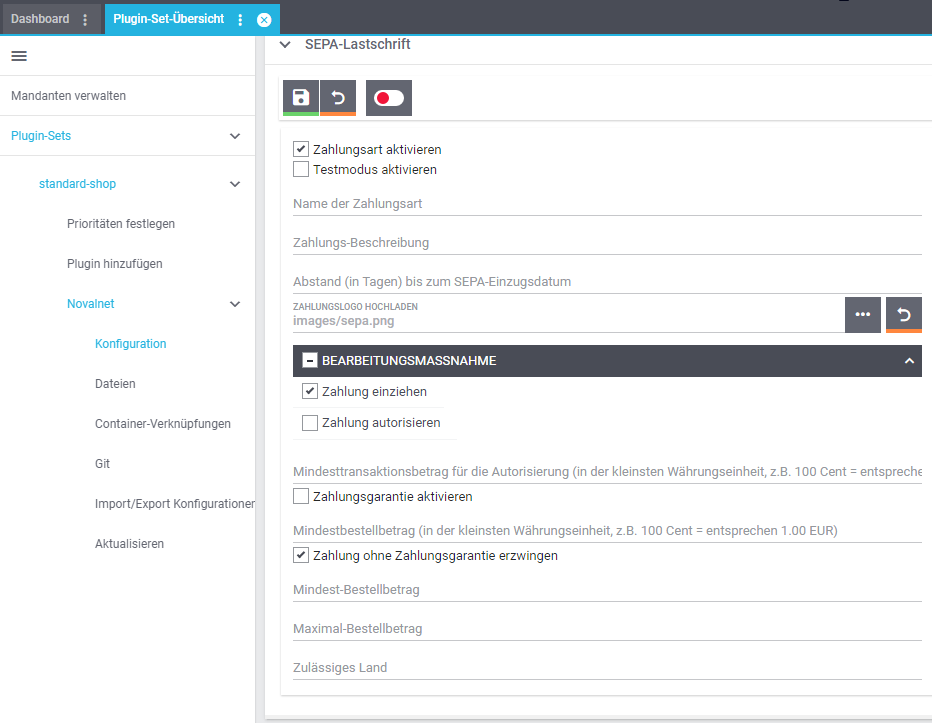 Dashboard
Plugin-Set-Übersicht
Mandanten verwalten
Plugin-Sets
standard-shop
Prioritäten festlegen
Plugin hinzufügen
Novalnet
Konfiguration
Dateien
Container-Verknüpfungen
Git
Import/Export Konfigurationen
Aktualisieren
SEPA-Lastschrift
Zahlungsart aktivieren
Testmodus aktivieren
Name der Zahlungsart
Zahlungs-Beschreibung
Abstand (in Tagen) bis zum SEPA-Einzugsdatum
ZAHLUNGSLOGO HOCHLADEN
images/sepa.png
BEARBEITUNGSMASSNAHME
Zahlung einziehen
Zahlung autorisieren
Mindesttransaktionsbetrag für die Autorisierung (in der kleinsten Währungseinheit, z.B. 100 Cent = entspreche
Zahlungsgarantie aktivieren
Mindestbestellbetrag (in der kleinsten Währungseinheit, z.B. 100 Cent = entsprechen 1.00 EUR)
Zahlung ohne Zahlungsgarantie erzwingen
Mindest-Bestellbetrag
Maximal-Bestellbetrag
Zulässiges Land